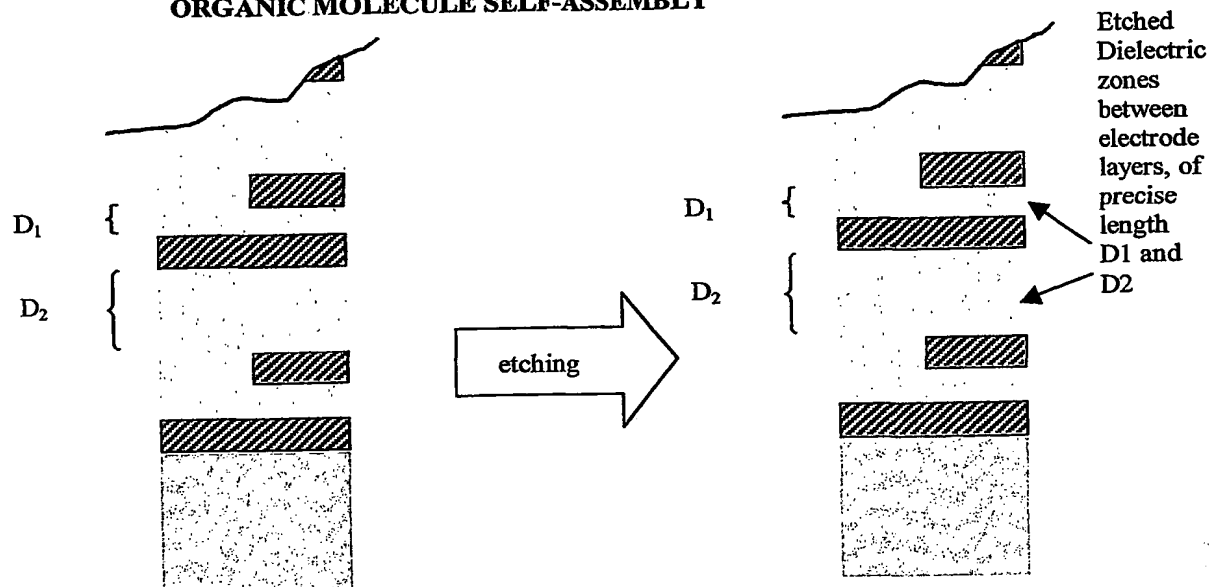 ORGANIC MOLECULE SELF-ASSEMBLY
D₁
D₂
etching
D₁
D₂
Etched
Dielectric
zones
between
electrode
layers, of
precise
length
D1 and
D2